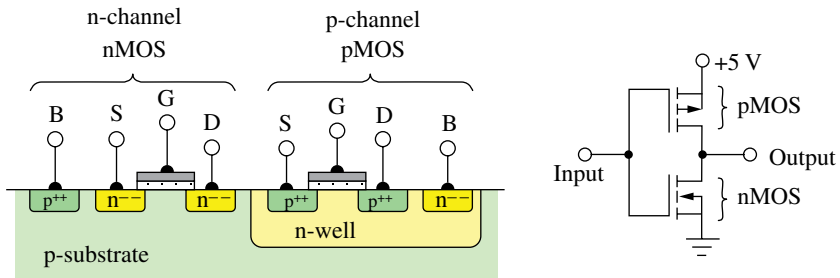 n-channel
nMOS
p-channel
pMOS
B S G D
S G D B
p++ n−− n−−
p++ p++ n−−
n-well
p-substrate
+5 V
pMOS
Input
Output
nMOS